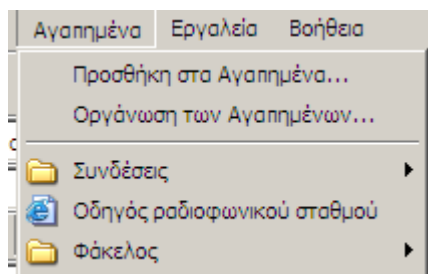 Αγαπημένα Εργαλεία Βοήθεια
Προσθήκη στα Αγαπημένα...
Οργάνωση των Αγαπημένων...
Συνδέσεις
Οδηγός ραδιοφωνικού σταθμού
Φάκελος